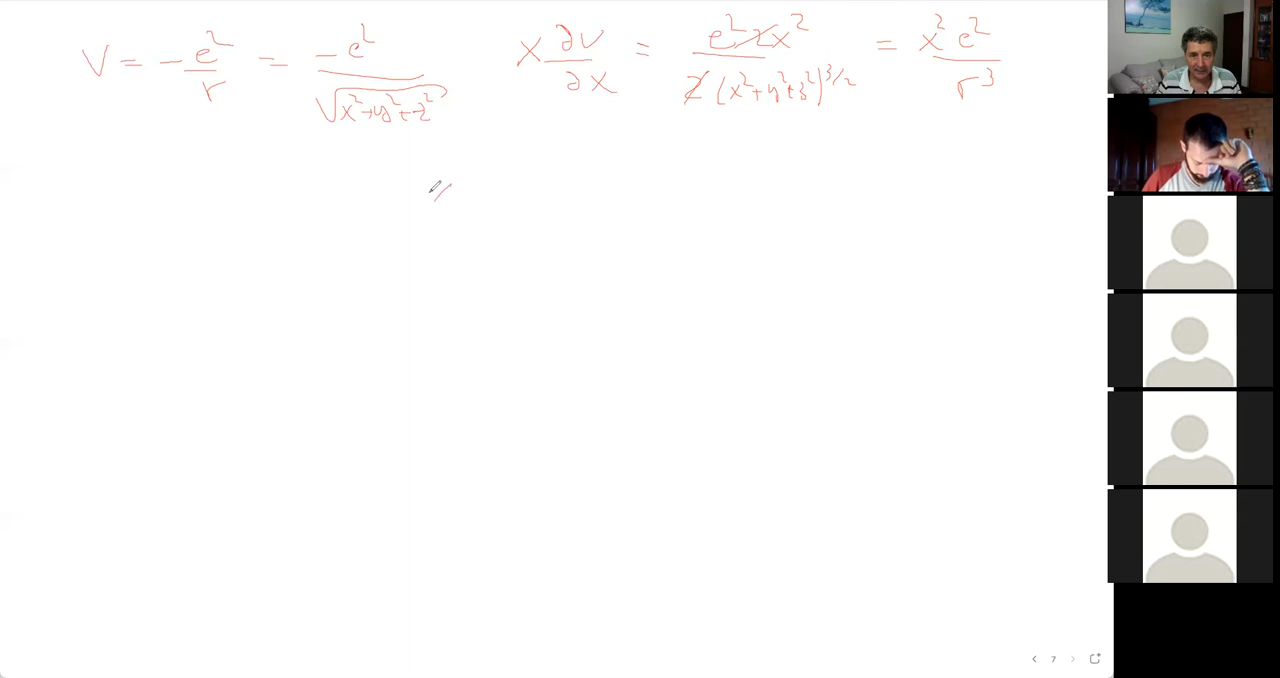 V = -e²/r = -e²/√(x²+y²+z²) x ∂V/∂x = e² 2x²/2(x²+y²+z²)^3/2 = x² e²/r³
7